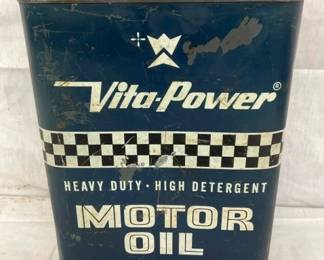 Vita-Power®
HEAVY DUTY · HIGH DETERGENT
MOTOR
OIL